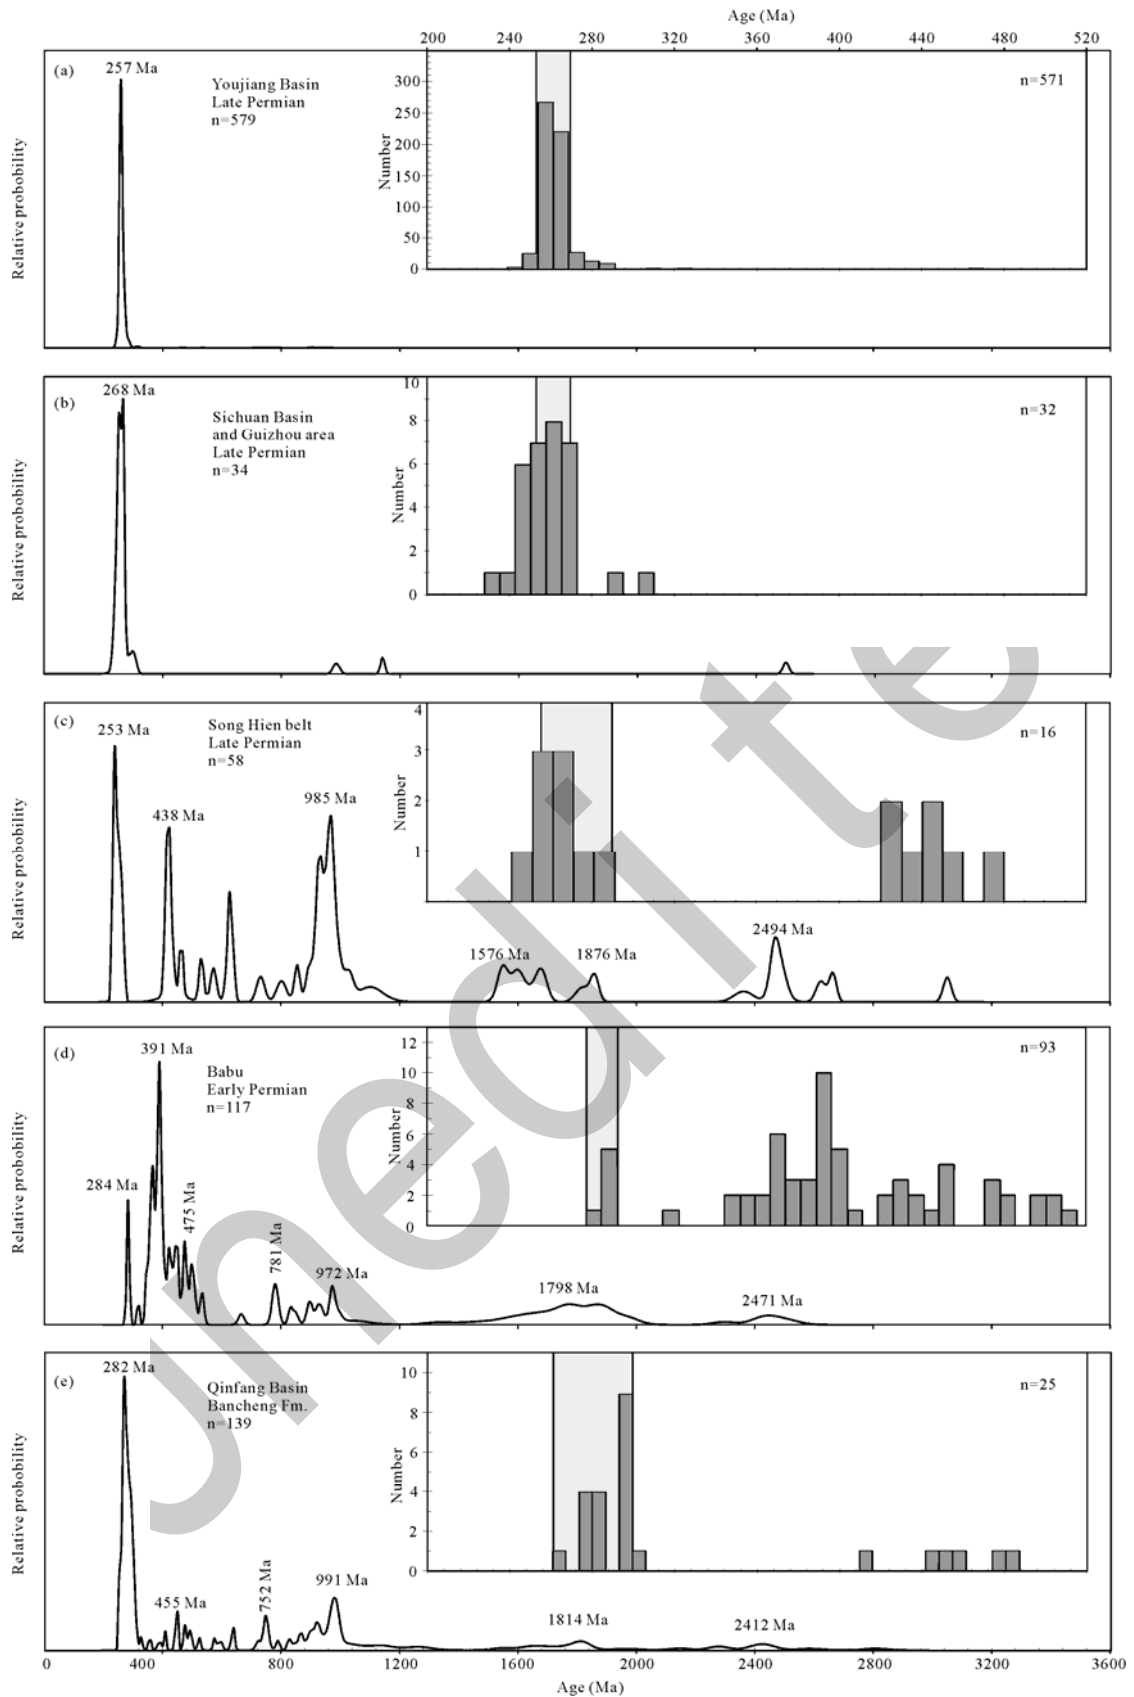 Age (Ma)
200 240 280 320 360 400 440 480 520
(a)
257 Ma
Youjiang Basin
Late Permian
n=579
n=571
300
250
200
150
100
50
0
Number
Relative probobility
(b)
268 Ma
Sichuan Basin
and Guizhou area
Late Permian
n=34
n=32
10
8
6
4
2
0
Number
Relative probobility
(c)
253 Ma
438 Ma
985 Ma
1576 Ma
1876 Ma
2494 Ma
Song Hien belt
Late Permian
n=58
n=16
4
3
2
1
Number
Relative probobility
(d)
284 Ma
391 Ma
475 Ma
781 Ma
972 Ma
1798 Ma
2471 Ma
Babu
Early Permian
n=117
n=93
12
10
8
6
4
2
0
Number
Relative probobility
(e)
282 Ma
455 Ma
752 Ma
991 Ma
1814 Ma
2412 Ma
Qinfang Basin
Bancheng Fm.
n=139
n=25
10
8
6
4
2
0
Number
Relative probobility
0 400 800 1200 1600 2000 2400 2800 3200 3600
Age (Ma)
unedite